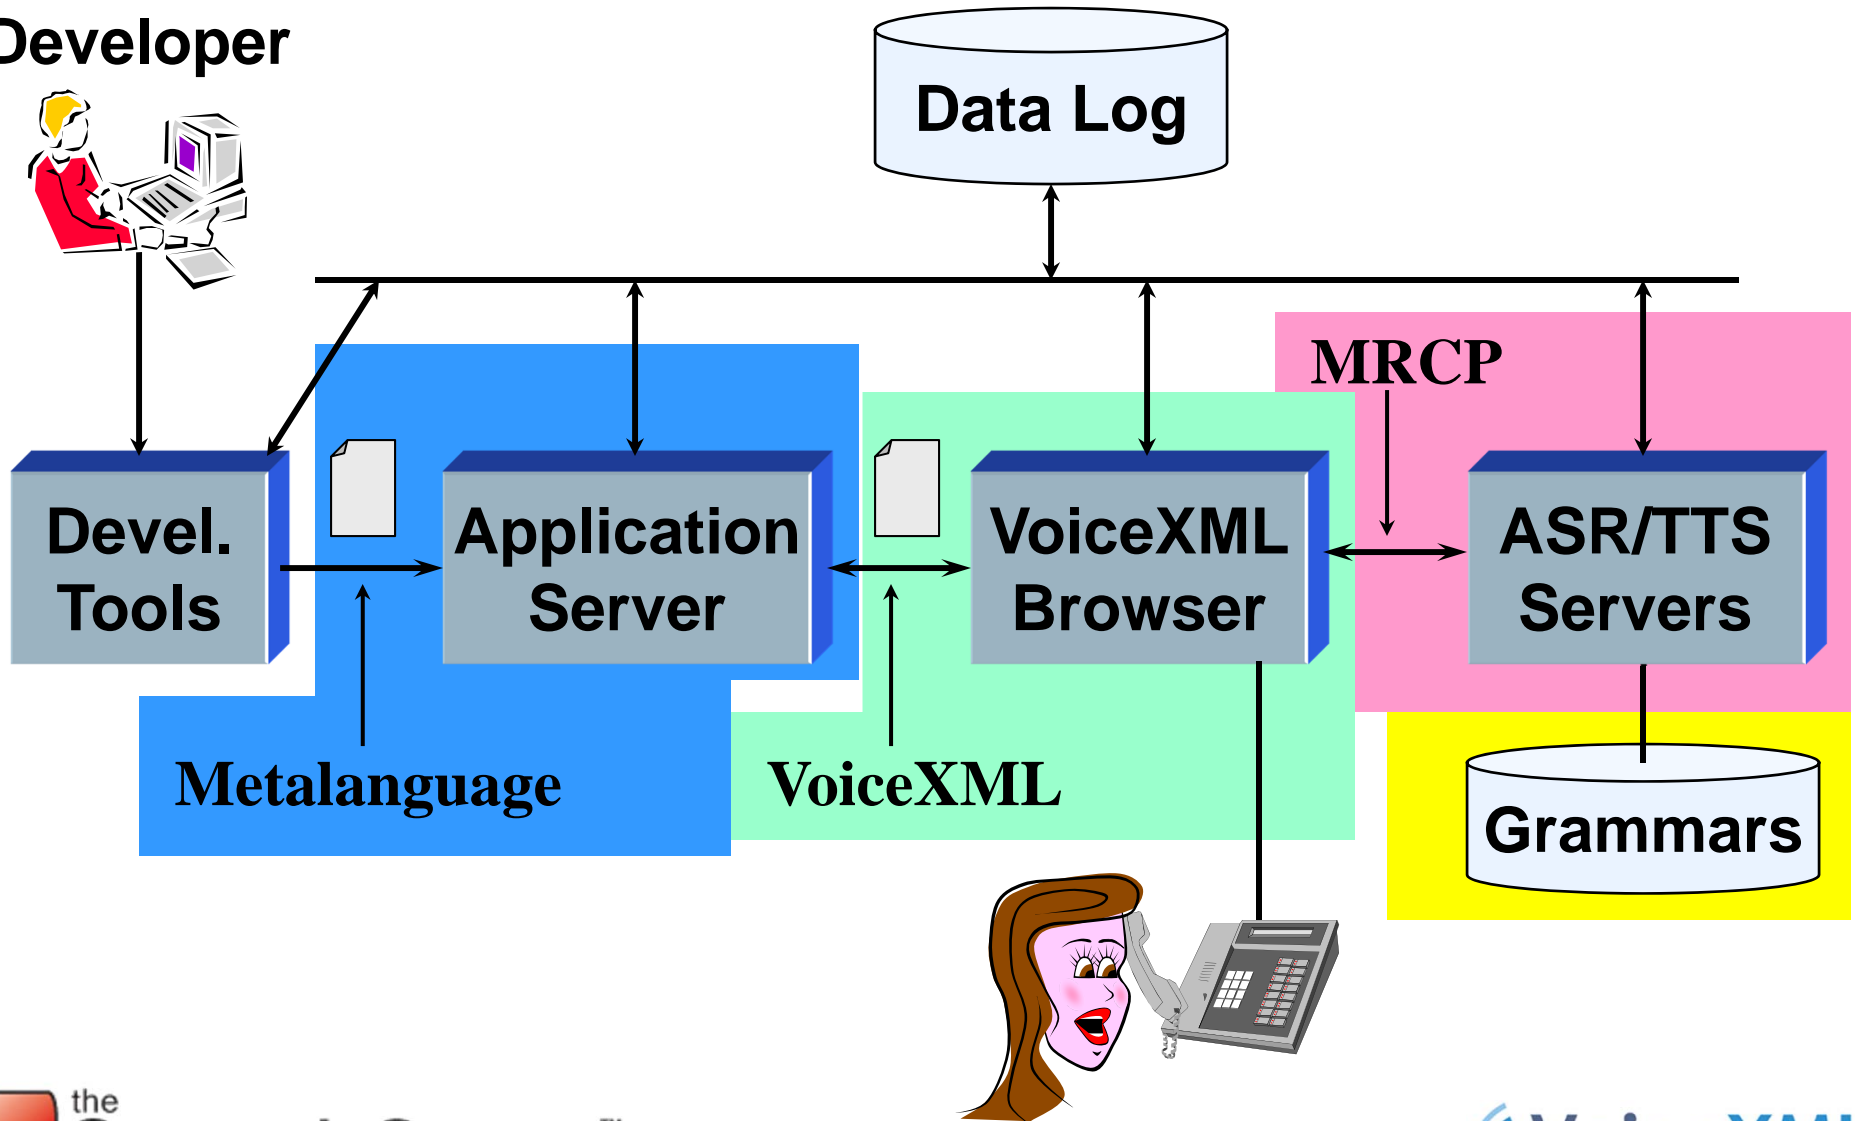 Developer
Data Log
MRCP
Devel.
Tools
Application
Server
VoiceXML
Browser
ASR/TTS
Servers
Metalanguage
VoiceXML
Grammars
the